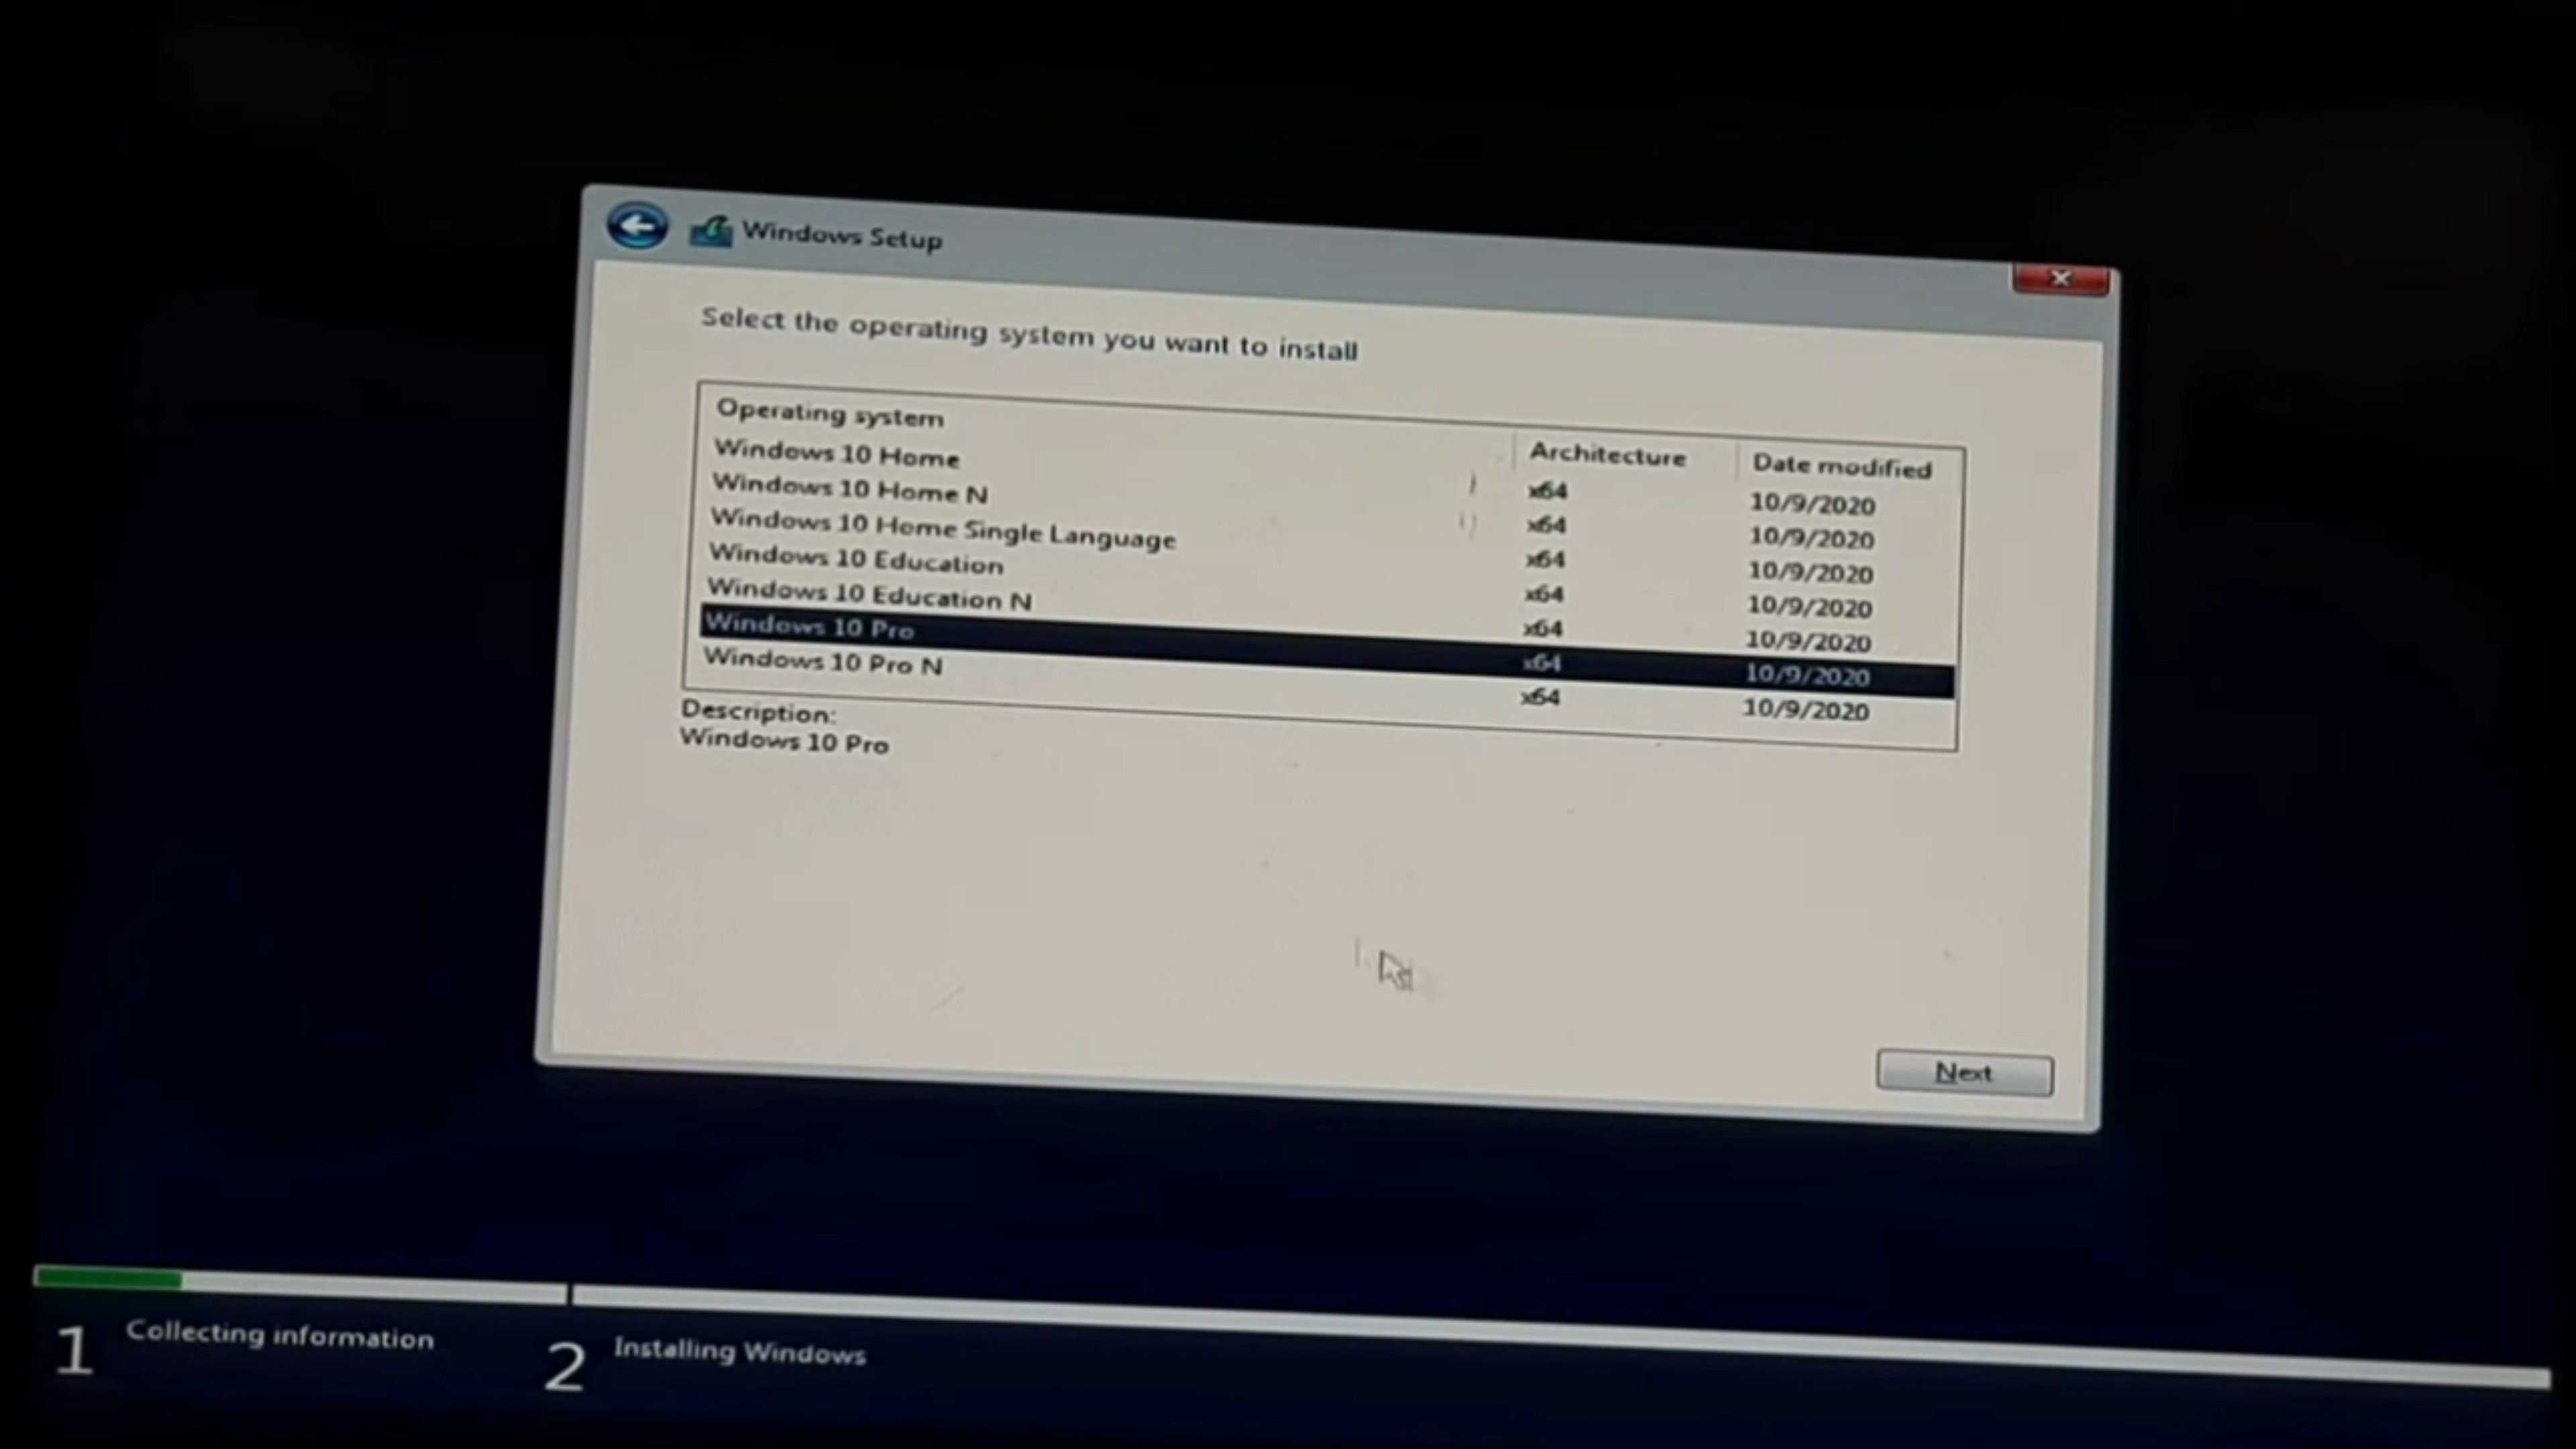 Windows Setup
Select the operating system you want to install
Operating system Architecture Date modified
Windows 10 Home x64 10/9/2020
Windows 10 Home N x64 10/9/2020
Windows 10 Home Single Language x64 10/9/2020
Windows 10 Education x64 10/9/2020
Windows 10 Education N x64 10/9/2020
Windows 10 Pro x64 10/9/2020
Windows 10 Pro N x64 10/9/2020
Description:
Windows 10 Pro
Next
1 Collecting information
2 Installing Windows